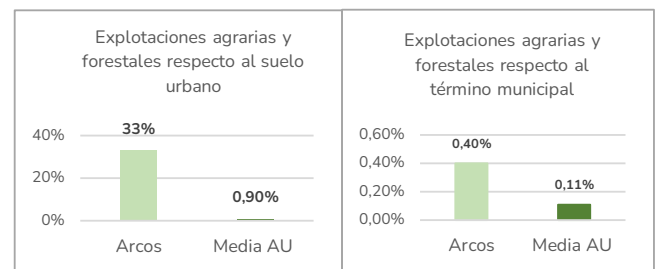 Explotaciones agrarias y
forestales respecto al suelo
urbano
40%
20%
0%
33%
0,90%
Arcos
Media AU
Explotaciones agrarias y
forestales respecto al
término municipal
0,60%
0,40%
0,20%
0,00%
0,40%
0,11%
Arcos
Media AU